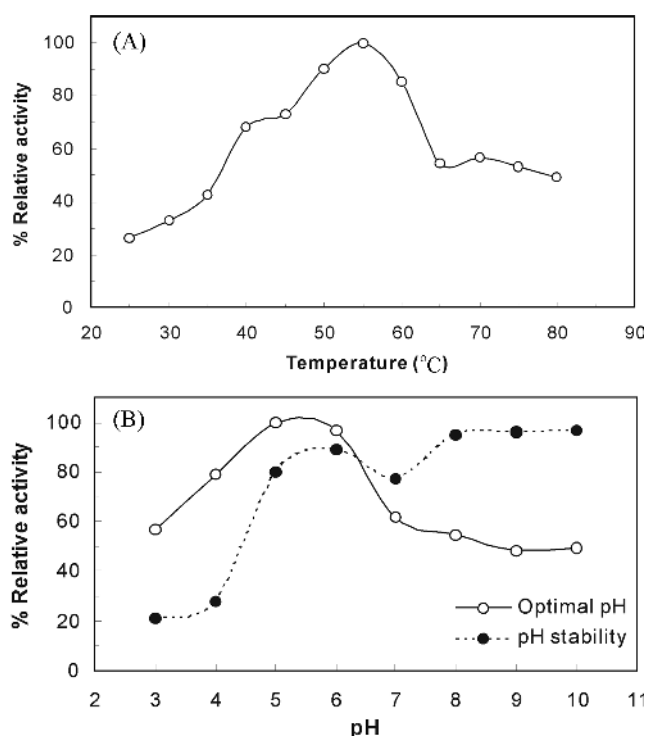 (A)
% Relative activity
100
80
60
40
20
0
20 30 40 50 60 70 80 90
Temperature (°C)
(B)
% Relative activity
100
80
60
40
20
0
Optimal pH
pH stability
2 3 4 5 6 7 8 9 10 11
pH